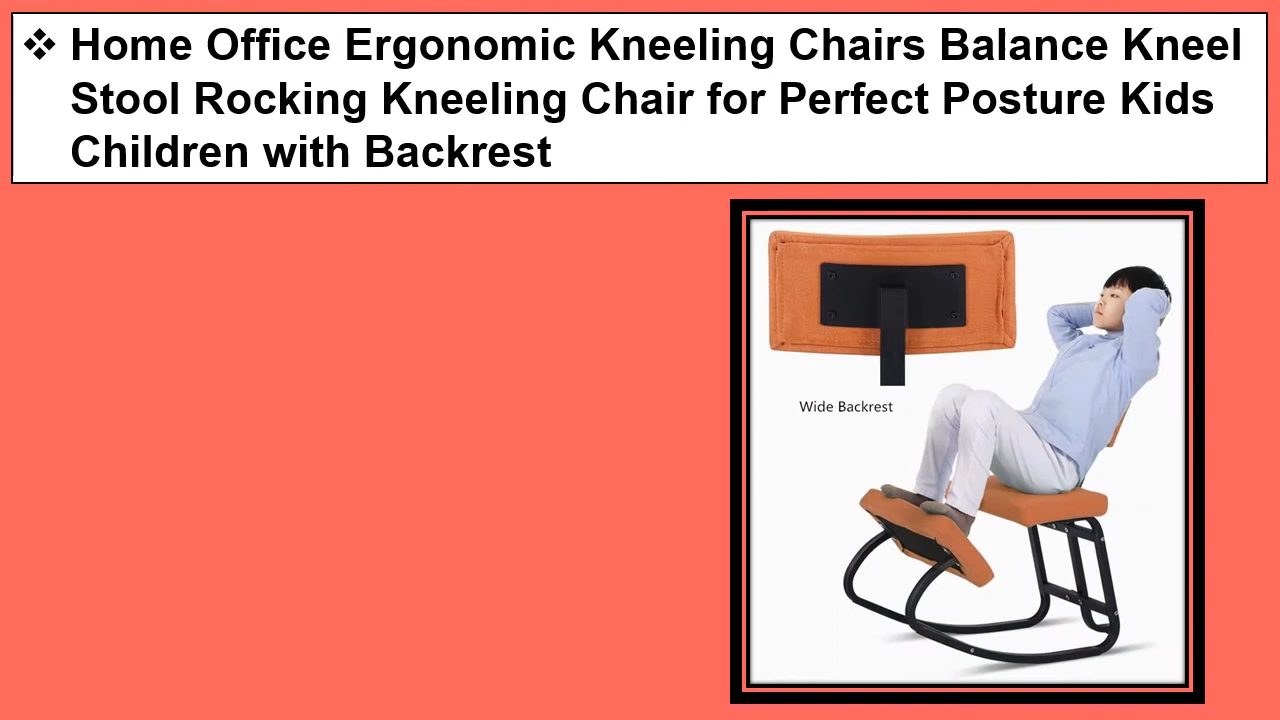 ❖ Home Office Ergonomic Kneeling Chairs Balance Kneel
Stool Rocking Kneeling Chair for Perfect Posture Kids
Children with Backrest
Wide Backrest